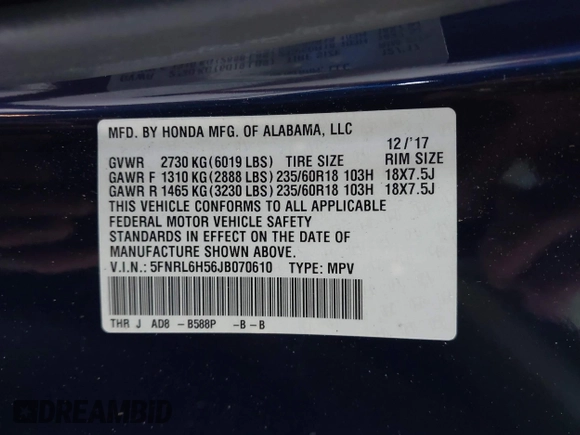 MFD. BY HONDA MFG. OF ALABAMA, LLC
12/'17
GVWR 2730 KG(6019 LBS) TIRE SIZE RIM SIZE
GAWR F 1310 KG(2888 LBS) 235/60R18 103H 18X7.5J
GAWR R 1465 KG(3230 LBS) 235/60R18 103H 18X7.5J
THIS VEHICLE CONFORMS TO ALL APPLICABLE
FEDERAL MOTOR VEHICLE SAFETY
STANDARDS IN EFFECT ON THE DATE OF
MANUFACTURE SHOWN ABOVE.
V.I.N.: 5FNRL6H56JB070610 TYPE: MPV
THR J AD8 -B588P -B-B
DREAMBID